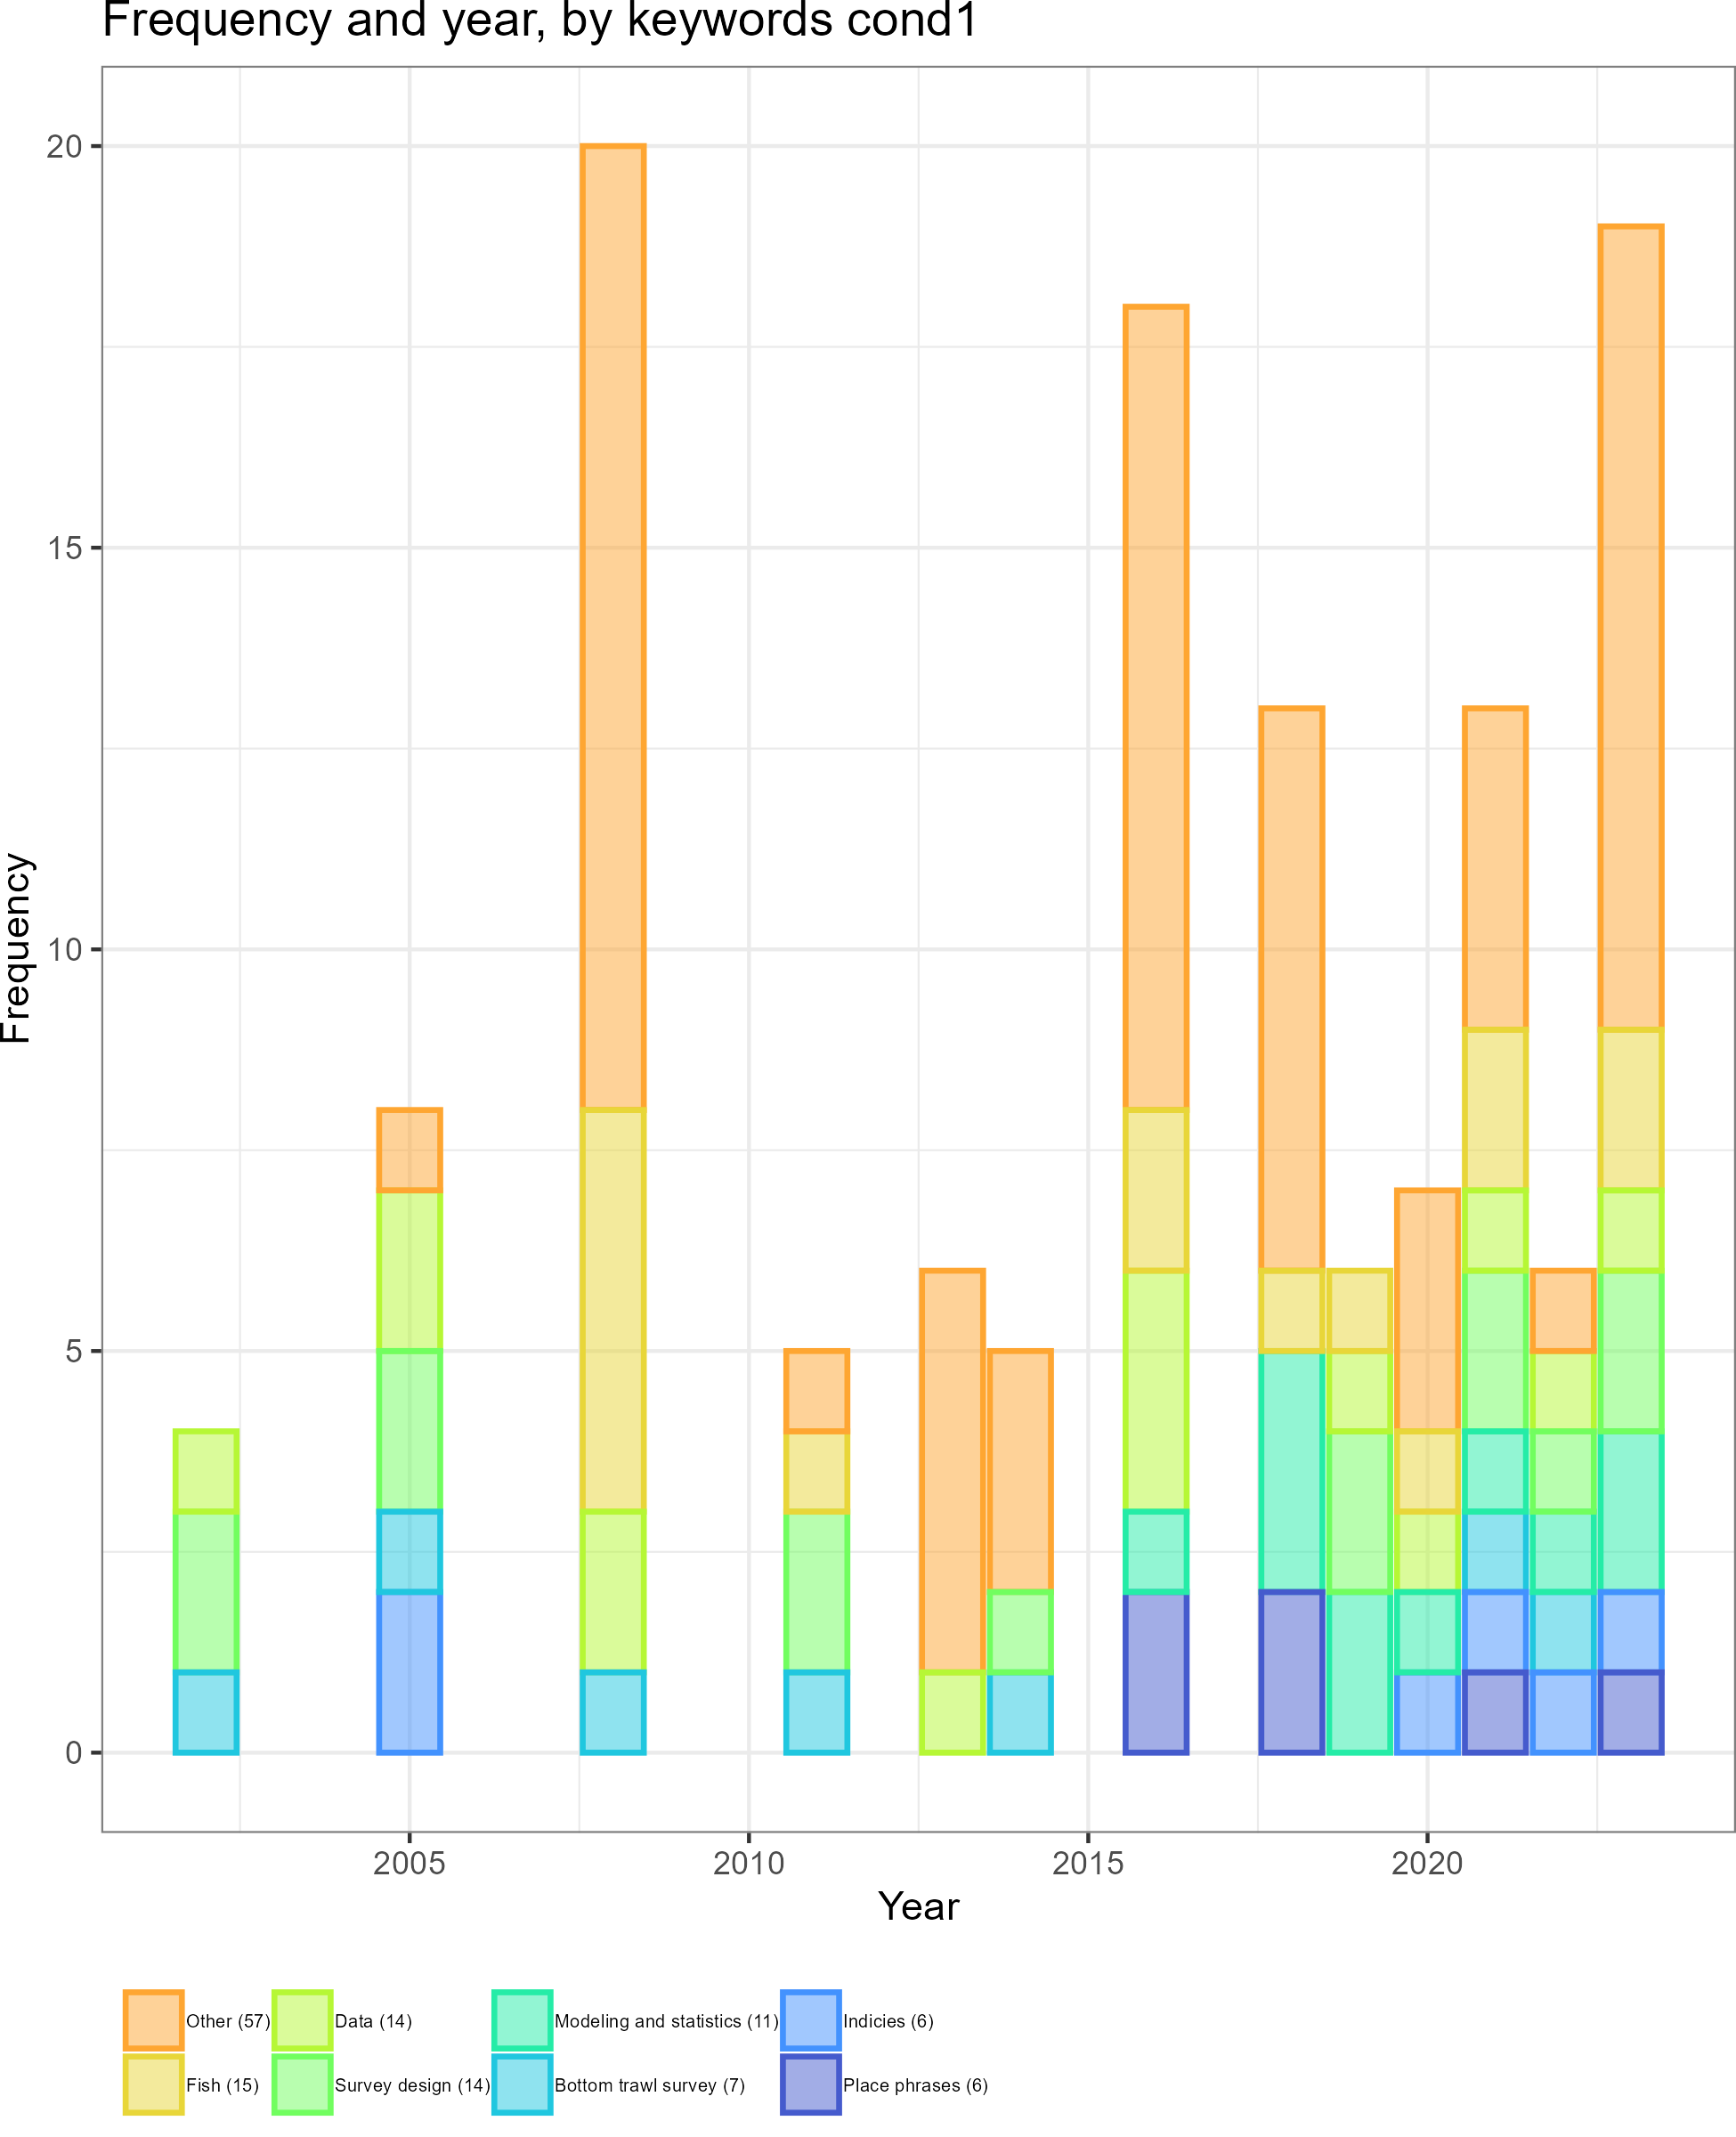 Frequency and year, by keywords cond1
20
15
10
5
0
Frequency
2005 2010 2015 2020
Year
Other (57) Data (14) Modeling and statistics (11) Indicies (6)
Fish (15) Survey design (14) Bottom trawl survey (7) Place phrases (6)